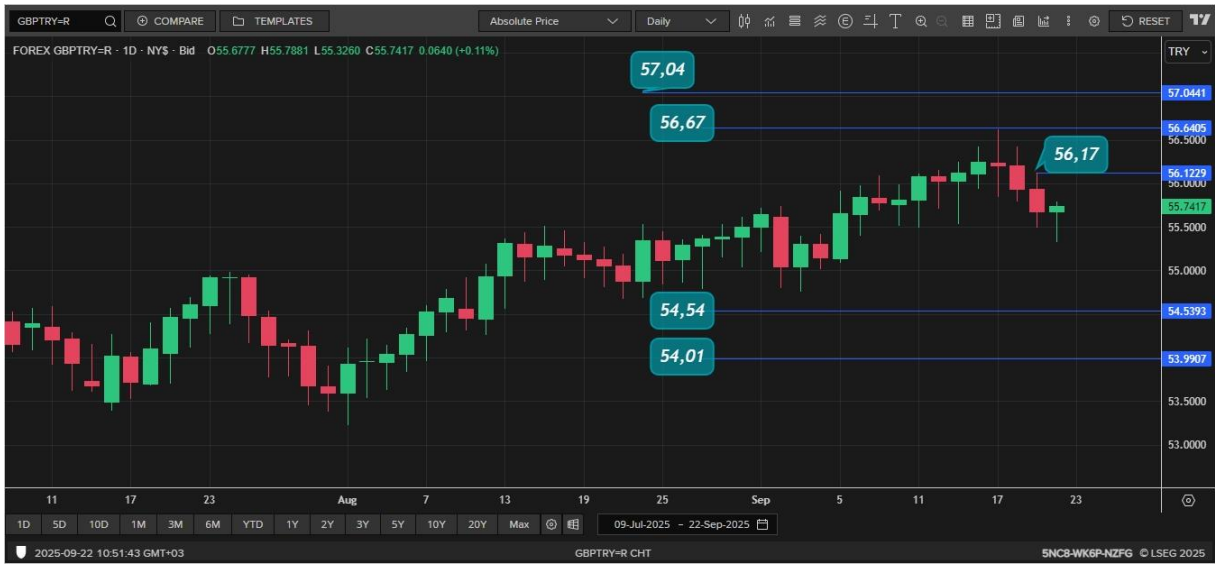 GBPTRY=R
COMPARE
TEMPLATES
Absolute Price
Daily
RESET
FOREX GBPTRY=R · 1D · NY$ · Bid O55.6777 H55.7881 L55.3260 C55.7417 0.0640 (+0.11%)
TRY
57,04
57.0441
56,67
56.6405
56.5000
56,17
56.1229
56.0000
55.7417
55.5000
55.0000
54,54
54.5393
54,01
53.9907
53.5000
53.0000
11 17 23 Aug 7 13 19 25 Sep 5 11 17 23
1D 5D 10D 1M 3M 6M YTD 1Y 2Y 3Y 5Y 10Y 20Y Max 09-Jul-2025 - 22-Sep-2025
2025-09-22 10:51:43 GMT+03 GBPTRY=R CHT 5NC8-WK6P-NZFG © LSEG 2025